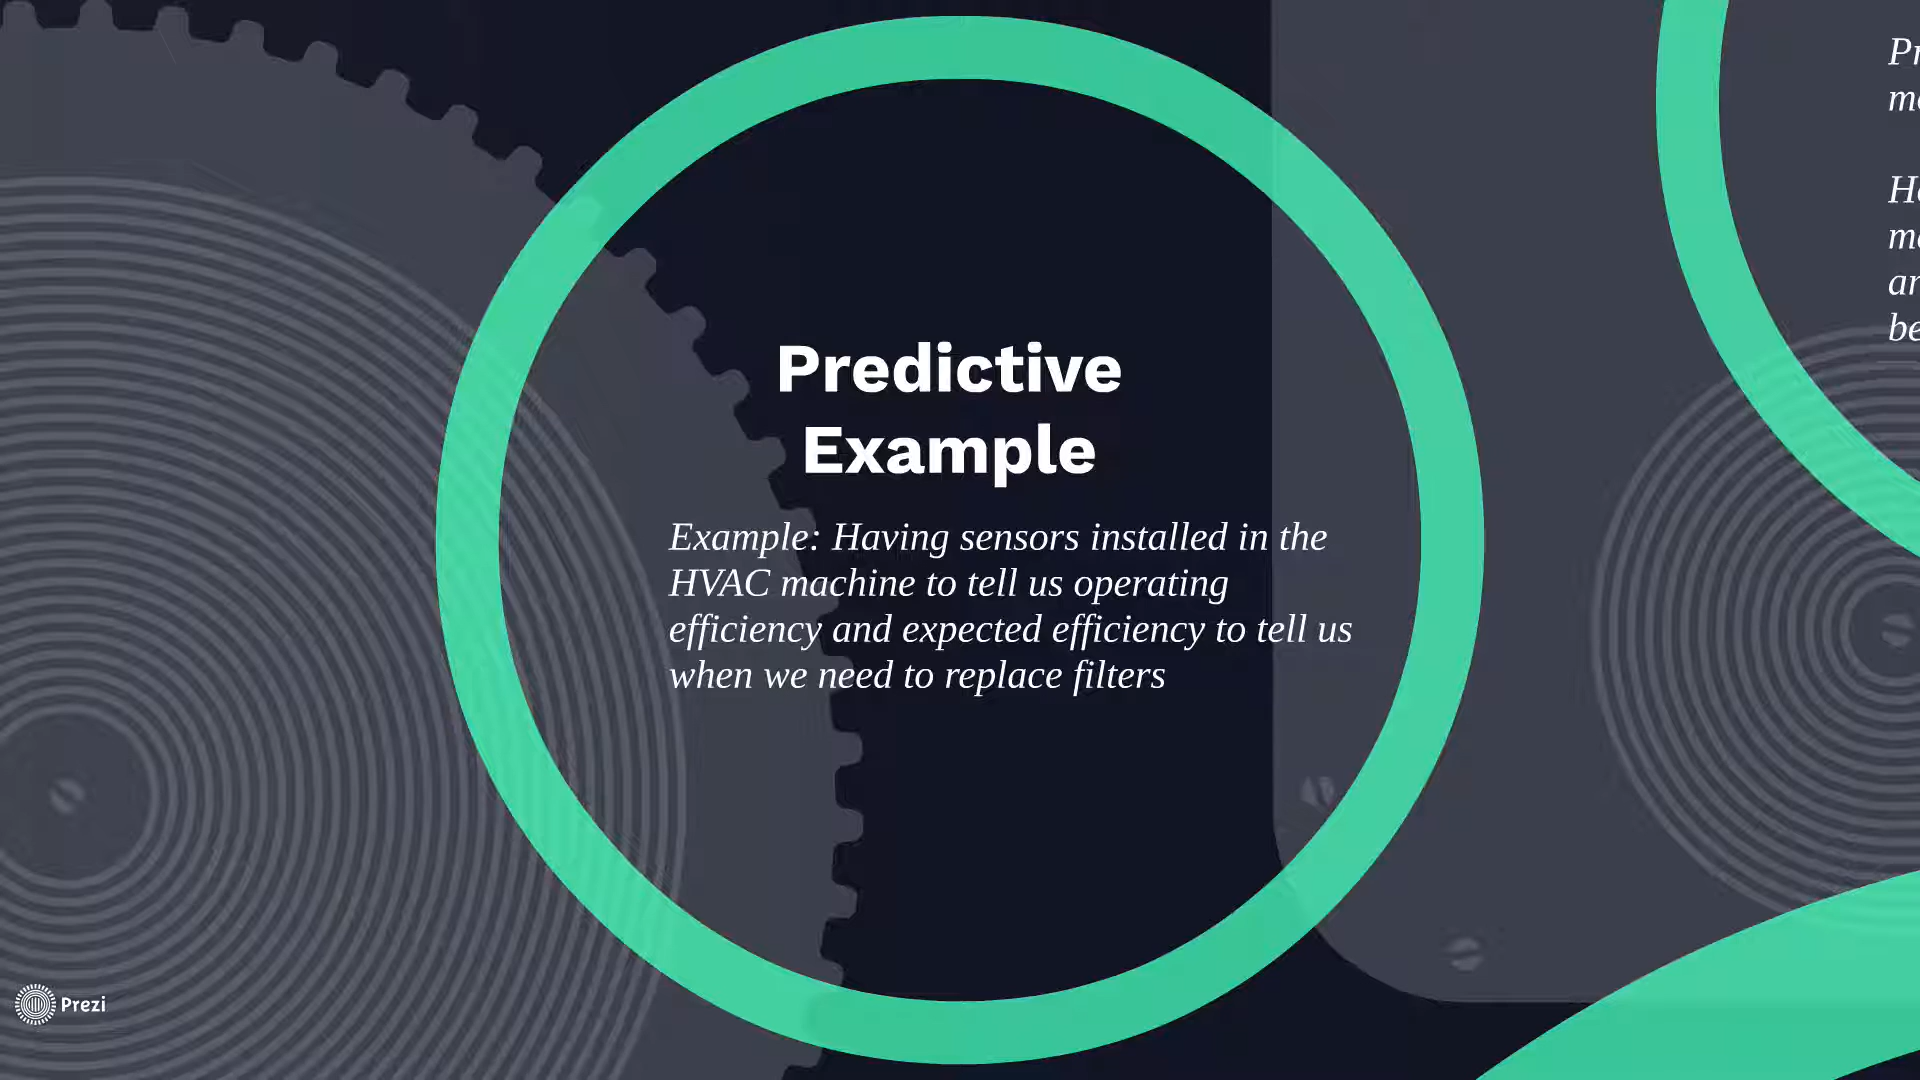 Predictive
Example
Example: Having sensors installed in the
HVAC machine to tell us operating
efficiency and expected efficiency to tell us
when we need to replace filters
Prezi